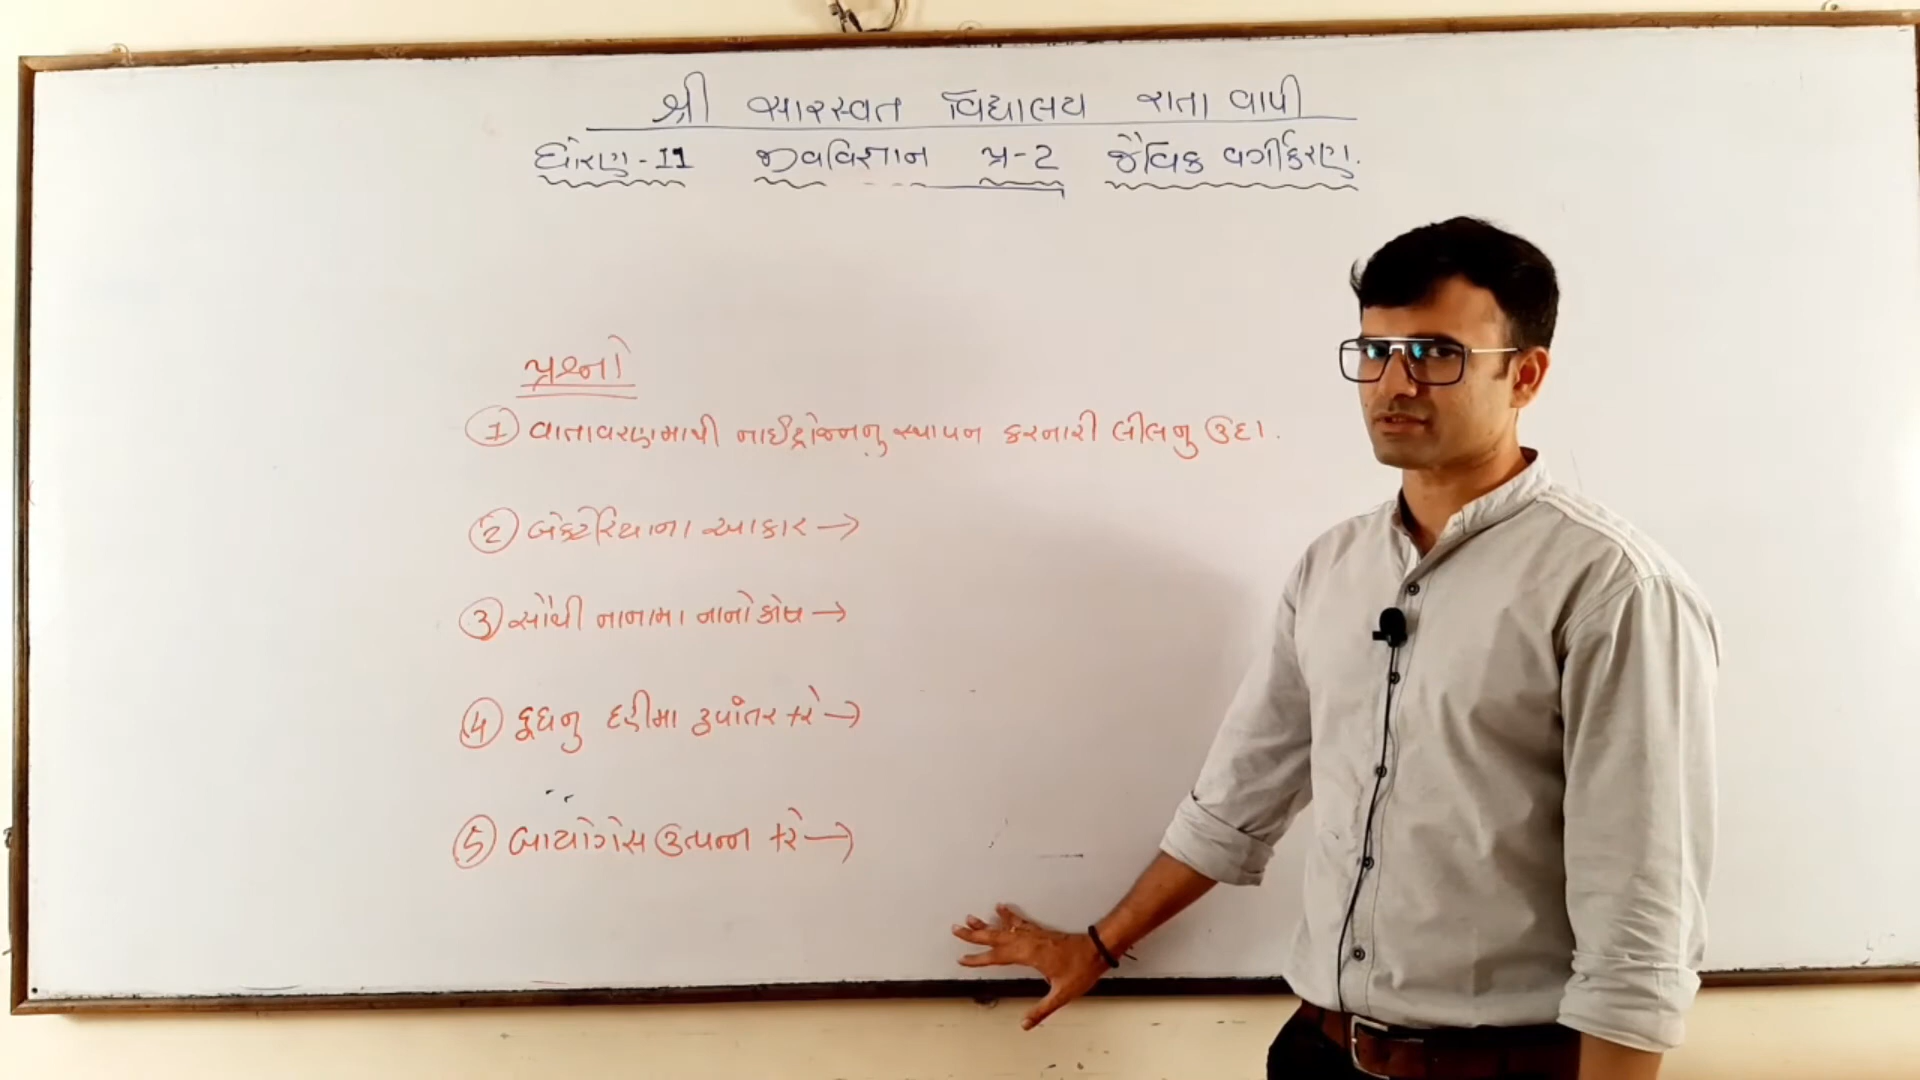 શ્રી સારસ્વત વિદ્યાલય રાતા વાપી
ધોરણ-11 જીવવિજ્ઞાન પ્ર-2 જૈવિક વર્ગીકરણ.
પ્રશ્નો
1 વાતાવરણમાથી નાઈટ્રોજનનુ સ્થાપન કરનારી લીલનુ ઉદા.
2 બેક્ટેરિયાના આકાર →
3 સૌથી નાનામા નાનો કોષ →
4 દૂધનુ દહીંમા રૂપાંતર કરે →
5 બાયોગેસ ઉત્પન્ન કરે →